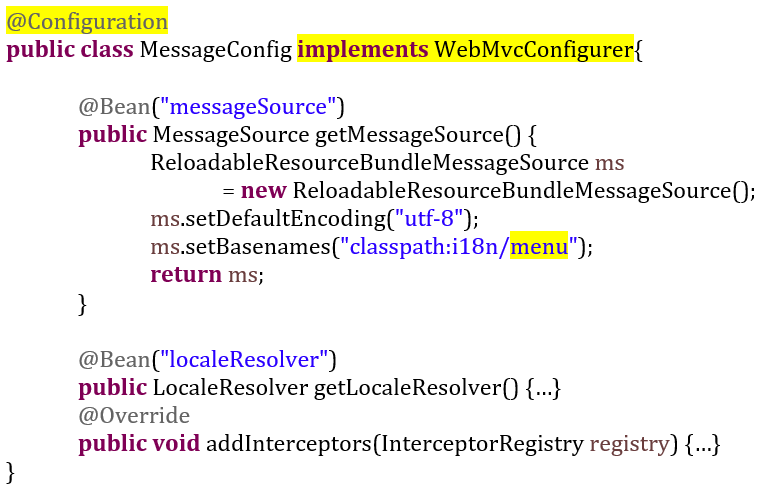 @Configuration
public class MessageConfig implements WebMvcConfigurer{
@Bean("messageSource")
public MessageSource getMessageSource() {
ReloadableResourceBundleMessageSource ms
= new ReloadableResourceBundleMessageSource();
ms.setDefaultEncoding("utf-8");
ms.setBasenames("classpath:i18n/menu");
return ms;
}
@Bean("localeResolver")
public LocaleResolver getLocaleResolver() {…}
@Override
public void addInterceptors(InterceptorRegistry registry) {…}
}